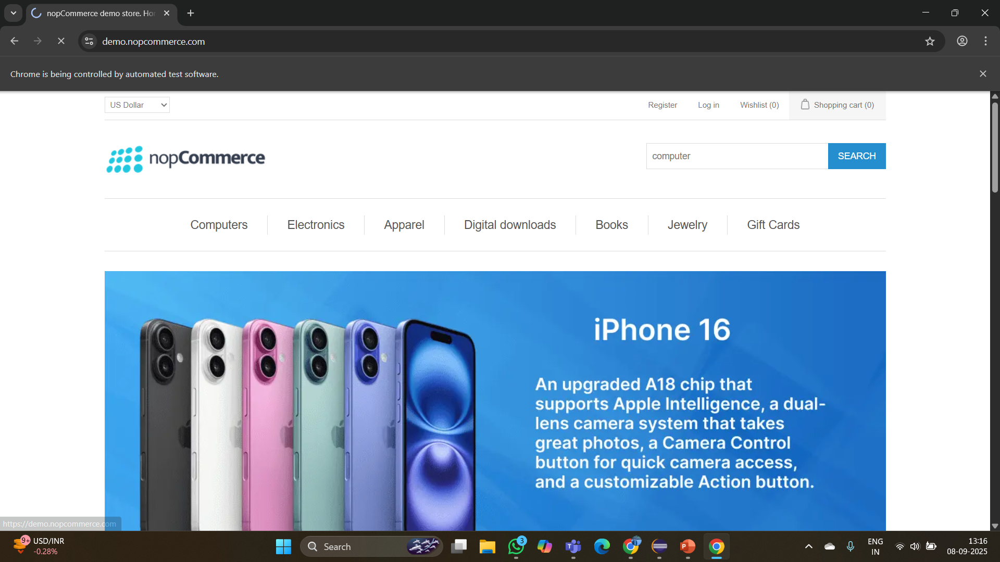 nopCommerce demo store. Hor
demo.nopcommerce.com
Chrome is being controlled by automated test software.
US Dollar
Register
Log in
Wishlist (0)
Shopping cart (0)
nopCommerce
computer
SEARCH
Computers
Electronics
Apparel
Digital downloads
Books
Jewelry
Gift Cards
iPhone 16
An upgraded A18 chip that
supports Apple Intelligence, a dual-
lens camera system that takes
great photos, a Camera Control
button for quick camera access,
and a customizable Action button.
https://demo.nopcommerce.com
9+
USD/INR
-0.28%
Search
3
T
P
ENG
IN
13:16
08-09-2025